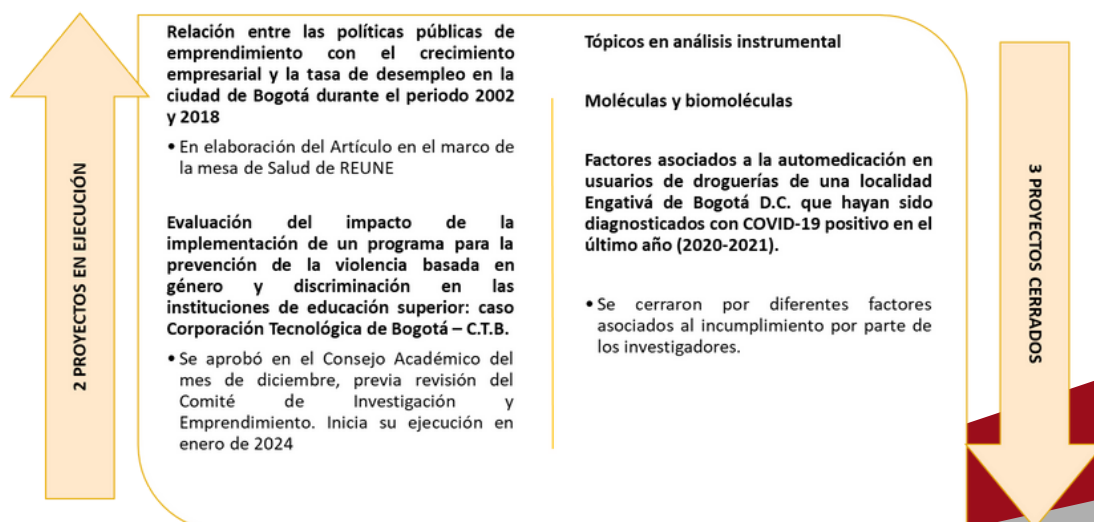 2 PROYECTOS EN EJECUCIÓN
Relación entre las políticas públicas de
emprendimiento con el crecimiento
empresarial y la tasa de desempleo en la
ciudad de Bogotá durante el periodo 2002
y 2018
• En elaboración del Artículo en el marco de
la mesa de Salud de REUNE
Evaluación del impacto de la
implementación de un programa para la
prevención de la violencia basada en
género y discriminación en las
instituciones de educación superior: caso
Corporación Tecnológica de Bogotá – C.T.B.
• Se aprobó en el Consejo Académico del
mes de diciembre, previa revisión del
Comité de Investigación y
Emprendimiento. Inicia su ejecución en
enero de 2024
Tópicos en análisis instrumental
Moléculas y biomoléculas
Factores asociados a la automedicación en
usuarios de droguerías de una localidad
Engativá de Bogotá D.C. que hayan sido
diagnosticados con COVID-19 positivo en el
último año (2020-2021).
• Se cerraron por diferentes factores
asociados al incumplimiento por parte de
los investigadores.
3 PROYECTOS CERRADOS